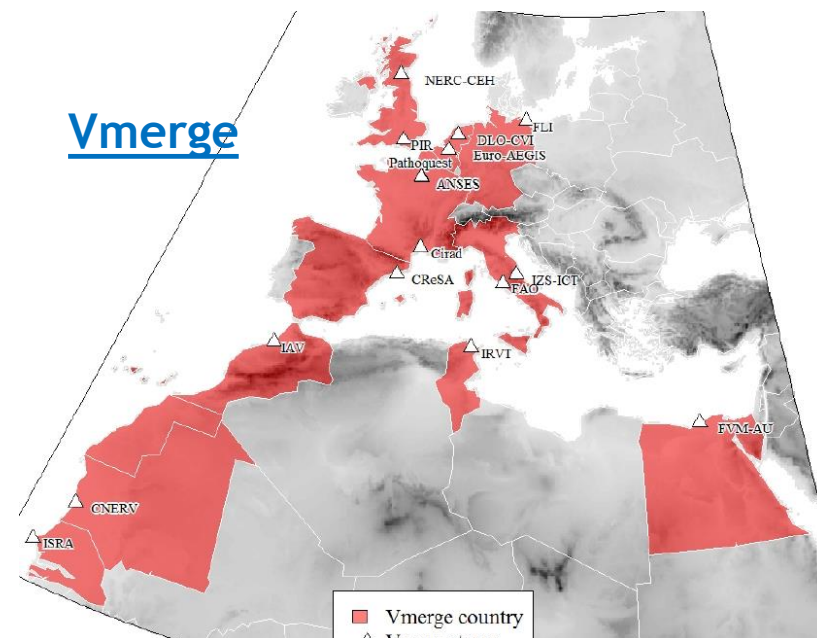 Vmerge
NERC-CEH
FLI
DLO-CVI
PIR
Euro-AEGIS
Pathoquest
ANSES
Cirad
CReSA
IZS-ICT
FAO
IAV
IRVT
FVM-AU
CNERV
ISRA
Vmerge country